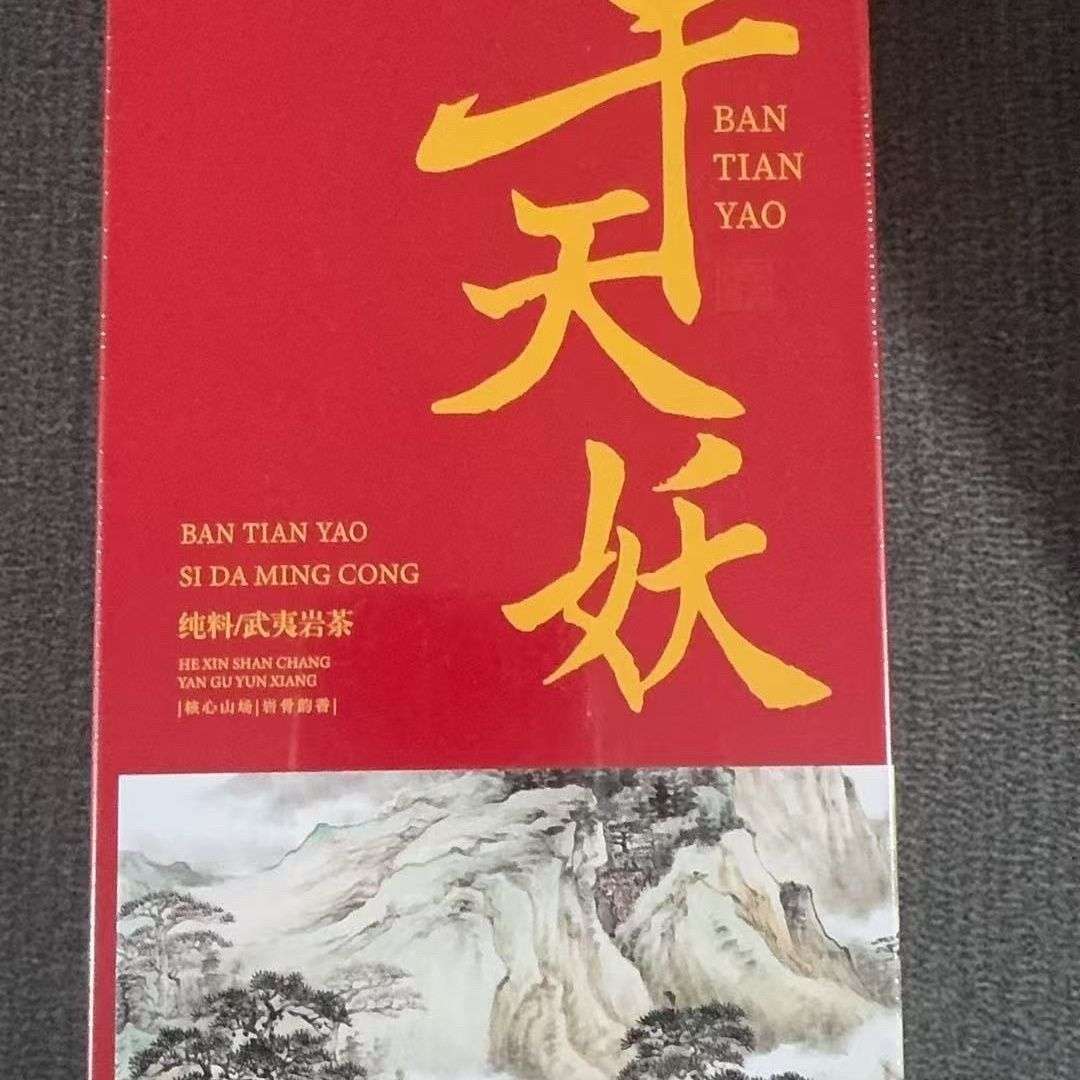 半天妖
BAN
TIAN
YAO
BAN TIAN YAO
SI DA MING CONG
纯料/武夷岩茶
HE XIN SHAN CHANG
YAN GU YUN XIANG
|核心山场|岩骨韵香|